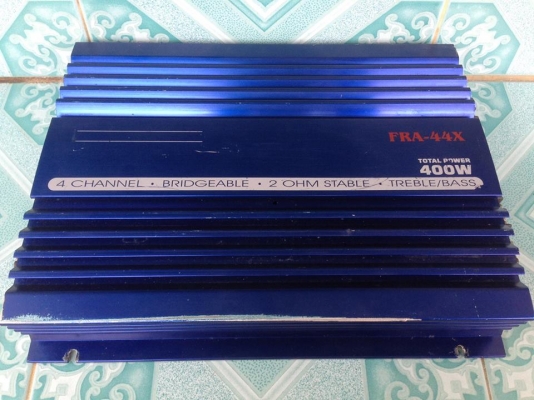 FRA-44X
TOTAL POWER
400W
4 CHANNEL • BRIDGEABLE • 2 OHM STABLE • TREBLE/BASS